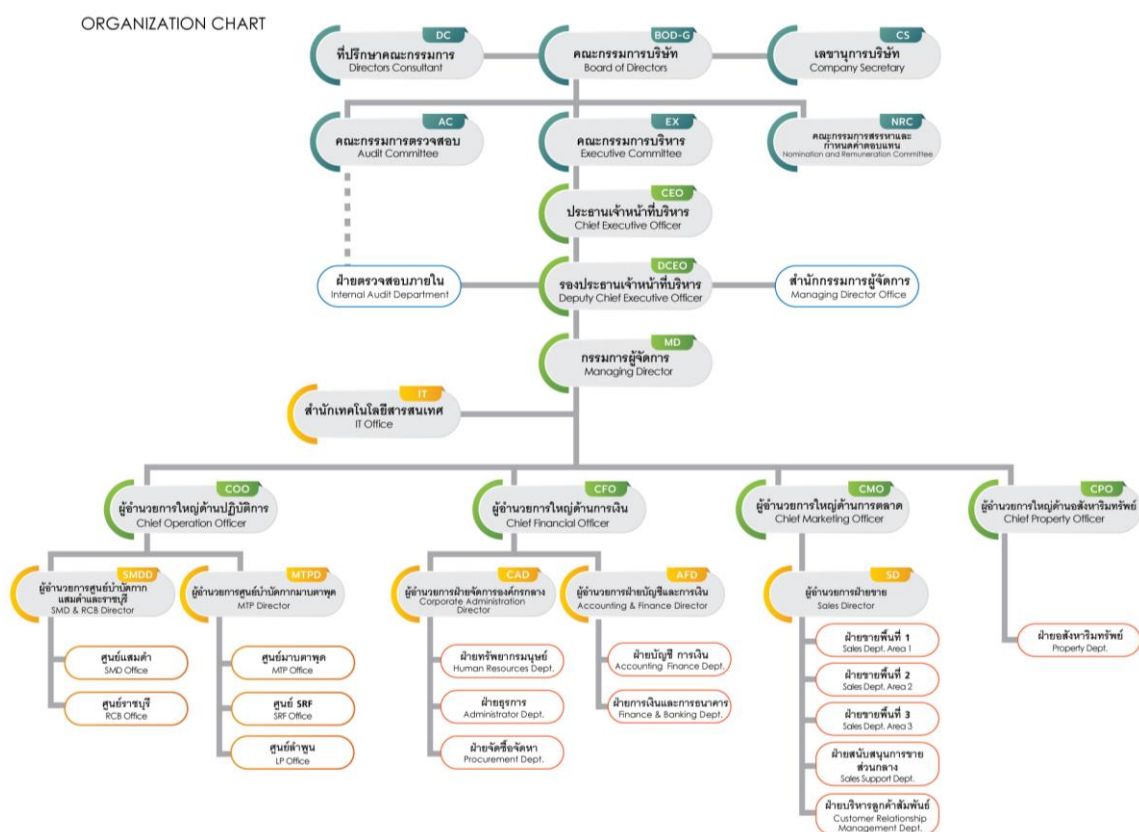 ORGANIZATION CHART
DC
ที่ปรึกษาคณะกรรมการ
Directors Consultant
BOD-G
คณะกรรมการบริษัท
Board of Directors
CS
เลขานุการบริษัท
Company Secretary
AC
คณะกรรมการตรวจสอบ
Audit Committee
EX
คณะกรรมการบริหาร
Executive Committee
NRC
คณะกรรมการสรรหาและ
กำหนดค่าตอบแทน
Nomination and Remuneration Committee
CEO
ประธานเจ้าหน้าที่บริหาร
Chief Executive Officer
ฝ่ายตรวจสอบภายใน
Internal Audit Department
DCEO
รองประธานเจ้าหน้าที่บริหาร
Deputy Chief Executive Officer
สำนักกรรมการผู้จัดการ
Managing Director Office
MD
กรรมการผู้จัดการ
Managing Director
IT
สำนักเทคโนโลยีสารสนเทศ
IT Office
COO
ผู้อำนวยการใหญ่ด้านปฏิบัติการ
Chief Operation Officer
CFO
ผู้อำนวยการใหญ่ด้านการเงิน
Chief Financial Officer
CMO
ผู้อำนวยการใหญ่ด้านการตลาด
Chief Marketing Officer
CPO
ผู้อำนวยการใหญ่ด้านอสังหาริมทรัพย์
Chief Property Officer
SMDD
ผู้อำนวยการศูนย์บำบัดกาก
แสมดำและราชบุรี
SMD & RCB Director
MTPD
ผู้อำนวยการศูนย์บำบัดกากมาบตาพุด
MTP Director
CAD
ผู้อำนวยการฝ่ายจัดการองค์กรกลาง
Corporate Administration
Director
AFD
ผู้อำนวยการฝ่ายบัญชีและการเงิน
Accounting & Finance Director
SD
ผู้อำนวยการฝ่ายขาย
Sales Director
ศูนย์แสมดำ
SMD Office
ศูนย์ราชบุรี
RCB Office
ศูนย์มาบตาพุด
MTP Office
ศูนย์ SRF
SRF Office
ศูนย์ลำพูน
LP Office
ฝ่ายทรัพยากรมนุษย์
Human Resources Dept.
ฝ่ายธุรการ
Administrator Dept.
ฝ่ายจัดซื้อจัดหา
Procurement Dept.
ฝ่ายบัญชี การเงิน
Accounting Finance Dept.
ฝ่ายการเงินและการธนาคาร
Finance & Banking Dept.
ฝ่ายขายพื้นที่ 1
Sales Dept. Area 1
ฝ่ายขายพื้นที่ 2
Sales Dept. Area 2
ฝ่ายขายพื้นที่ 3
Sales Dept. Area 3
ฝ่ายสนับสนุนการขาย
ส่วนกลาง
Sales Support Dept.
ฝ่ายบริหารลูกค้าสัมพันธ์
Customer Relationship
Management Dept.
ฝ่ายอสังหาริมทรัพย์
Property Dept.